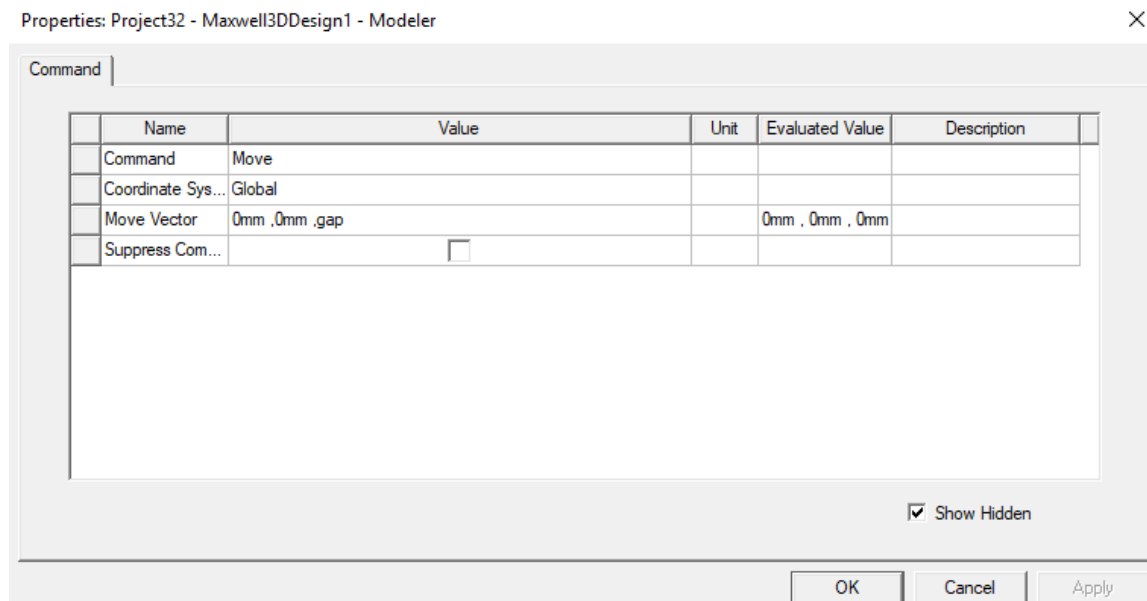 Properties: Project32 - Maxwell3DDesign1 - Modeler
Command
Name Value Unit Evaluated Value Description
Command Move
Coordinate Sys... Global
Move Vector 0mm ,0mm ,gap 0mm , 0mm , 0mm
Suppress Com...
Show Hidden
OK Cancel Apply